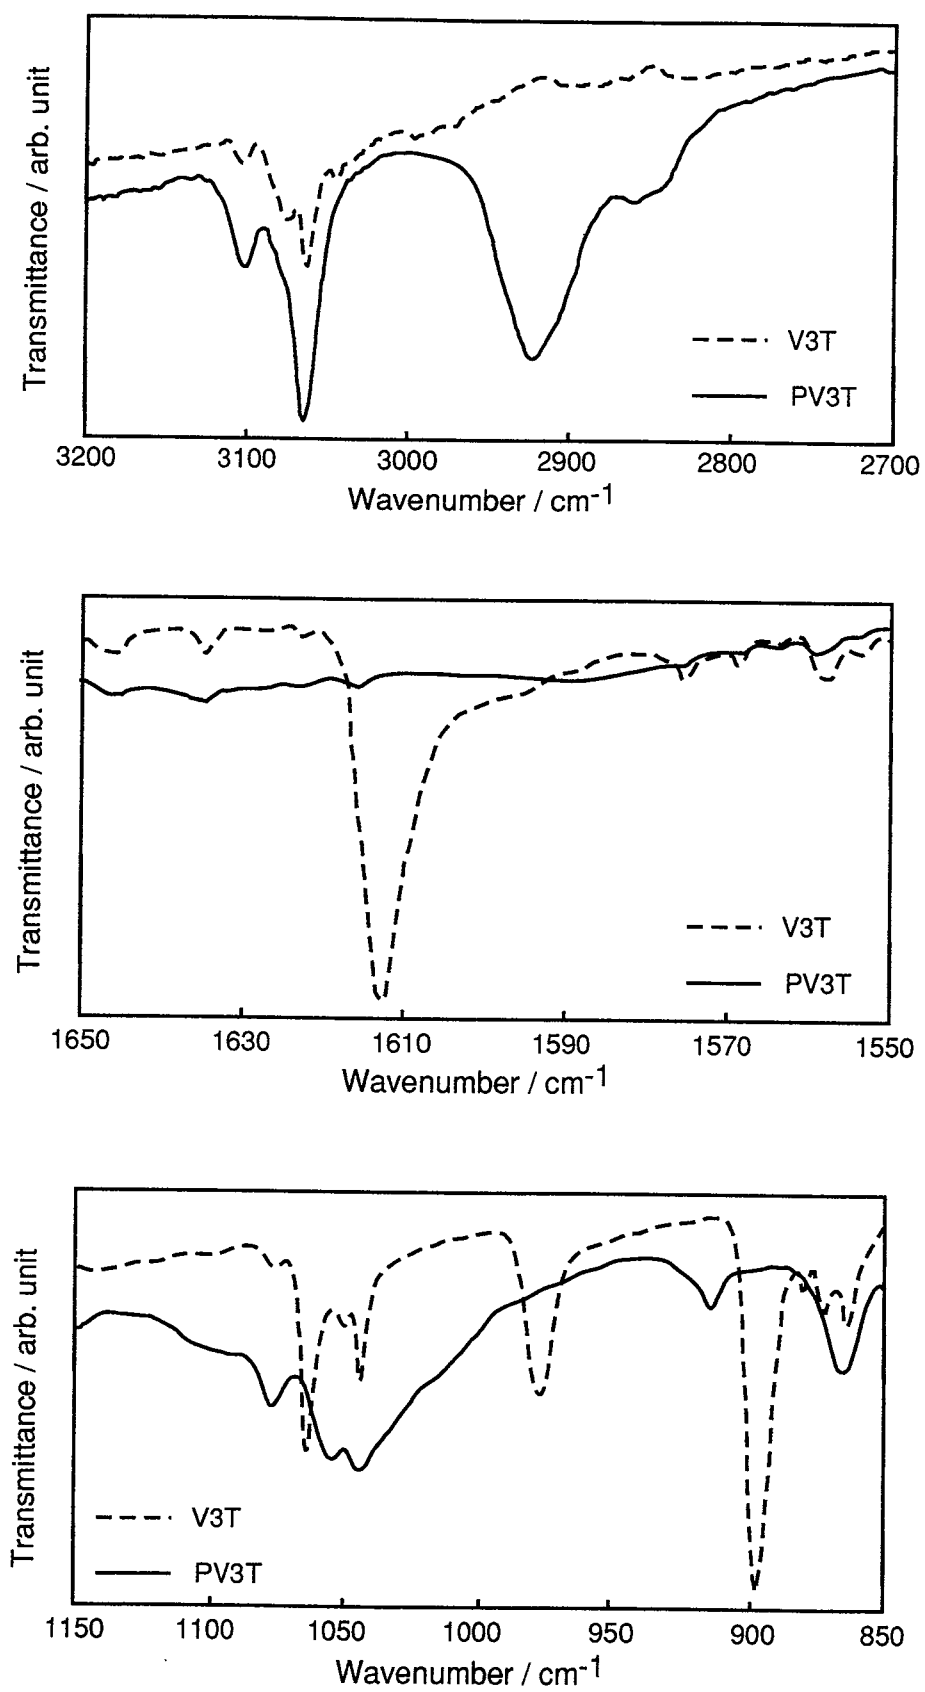 Transmittance / arb. unit
V3T
PV3T
3200 3100 3000 2900 2800 2700
Wavenumber / cm-1
Transmittance / arb. unit
V3T
PV3T
1650 1630 1610 1590 1570 1550
Wavenumber / cm-1
Transmittance / arb. unit
V3T
PV3T
1150 1100 1050 1000 950 900 850
Wavenumber / cm-1